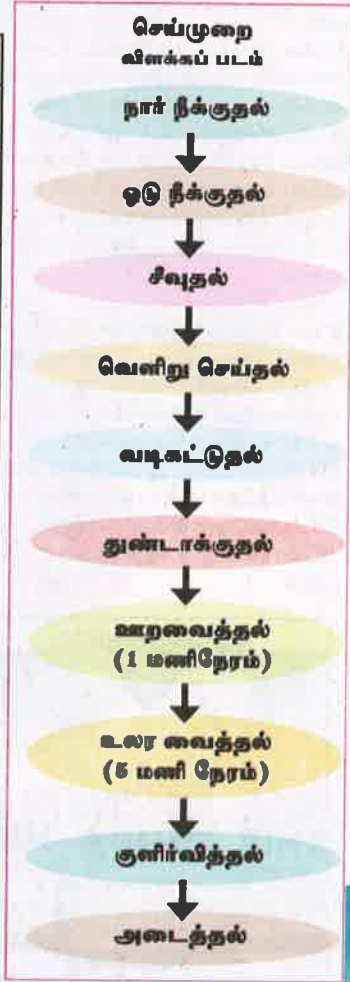 செய்முறை
விளக்கப் படம்
நார் நீக்குதல்
ஓடு நீக்குதல்
சீவுதல்
வெளிறு செய்தல்
வடிகட்டுதல்
துண்டாக்குதல்
ஊறவைத்தல்
(1 மணிநேரம்)
உலர வைத்தல்
(5 மணி நேரம்)
குளிர்வித்தல்
அடைத்தல்